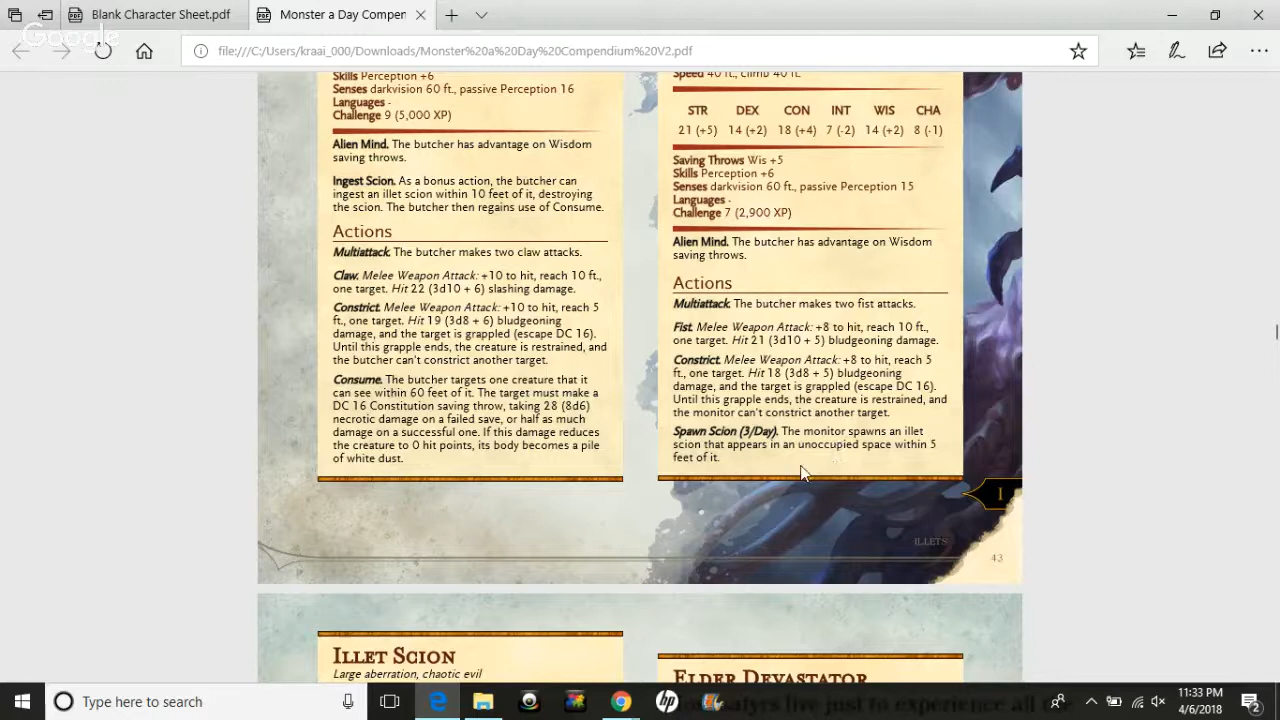 Google
Blank Character Sheet.pdf
Monster a Day Compen
file:///C:/Users/kraai_000/Downloads/Monster%20a%20Day%20Compendium%20V2.pdf
Skills Perception +6
Senses darkvision 60 ft., passive Perception 16
Languages -
Challenge 9 (5,000 XP)
Alien Mind. The butcher has advantage on Wisdom
saving throws.
Ingest Scion. As a bonus action, the butcher can
ingest an illet scion within 10 feet of it, destroying
the scion. The butcher then regains use of Consume.
Actions
Multiattack. The butcher makes two claw attacks.
Claw. Melee Weapon Attack: +10 to hit, reach 10 ft.,
one target. Hit 22 (3d10 + 6) slashing damage.
Constrict. Melee Weapon Attack: +10 to hit, reach 5
ft., one target. Hit 19 (3d8 + 6) bludgeoning
damage, and the target is grappled (escape DC 16).
Until this grapple ends, the creature is restrained, and
the butcher can't constrict another target.
Consume. The butcher targets one creature that it
can see within 60 feet of it. The target must make a
DC 16 Constitution saving throw, taking 28 (8d6)
necrotic damage on a failed save, or half as much
damage on a successful one. If this damage reduces
the creature to 0 hit points, its body becomes a pile
of white dust.
Speed 40 ft., climb 40 ft.
STR DEX CON INT WIS CHA
21 (+5) 14 (+2) 18 (+4) 7 (-2) 14 (+2) 8 (-1)
Saving Throws Wis +5
Skills Perception +6
Senses darkvision 60 ft., passive Perception 15
Languages -
Challenge 7 (2,900 XP)
Alien Mind. The butcher has advantage on Wisdom
saving throws.
Actions
Multiattack. The butcher makes two fist attacks.
Fist. Melee Weapon Attack: +8 to hit, reach 10 ft.,
one target. Hit 21 (3d10 + 5) bludgeoning damage.
Constrict. Melee Weapon Attack: +8 to hit, reach 5
ft., one target. Hit 18 (3d8 + 5) bludgeoning
damage, and the target is grappled (escape DC 16).
Until this grapple ends, the creature is restrained, and
the monitor can't constrict another target.
Spawn Scion (3/Day). The monitor spawns an illet
scion that appears in an unoccupied space within 5
feet of it.
I
ILLETS
43
Illet Scion
Large aberration, chaotic evil
Elder Devastator
Type here to search
hp
11:33 PM
4/6/2018
2